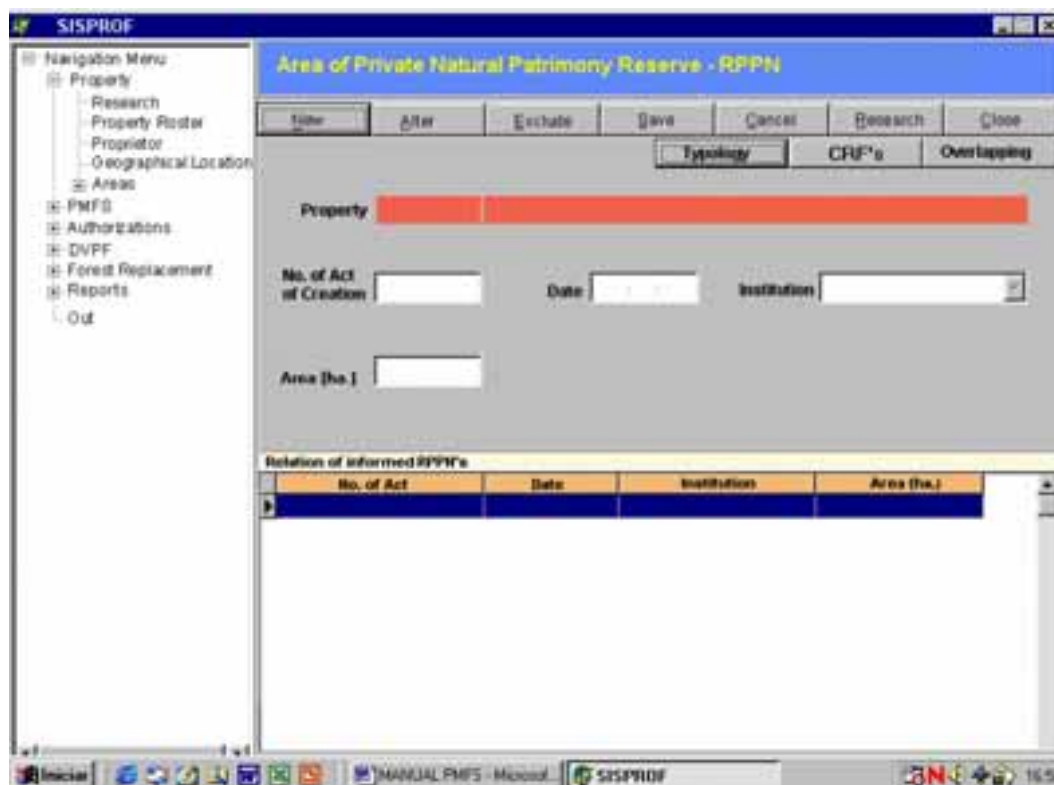 SISPROF
Navigation Menu
Property
Research
Property Roster
Proprietor
Geographical Location
Areas
PMFS
Authorizations
DVPF
Forest Replacement
Reports
Out
Area of Private Natural Patrimony Reserve - RPPN
New Alter Exclude Save Cancel Research Close
Typology CRF's Overlapping
Property
No. of Act
of Creation
Date
Institution
Area [ha.]
Relation of informed RPPN's
No. of Act Date Institution Area (ha.)
Iniciar MANUAL PMFS - Microsof... SISPROF